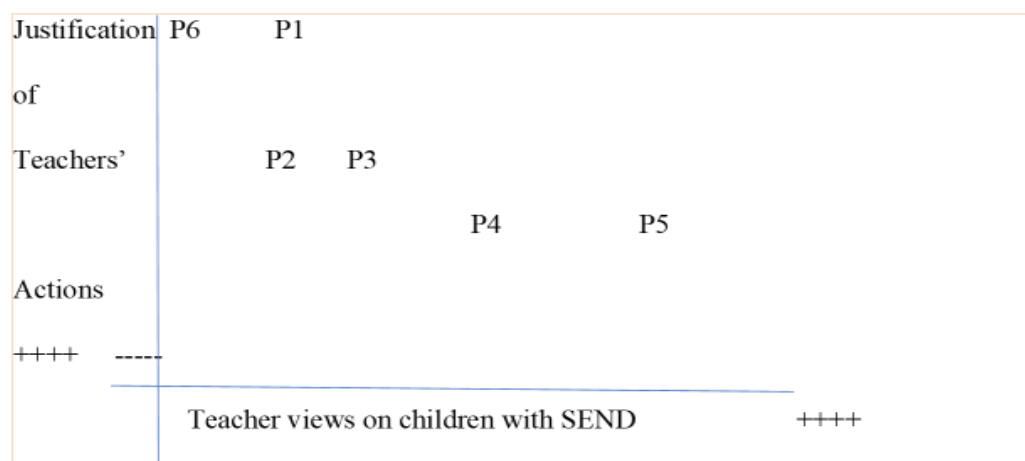 Justification P6 P1
of
Teachers’ P2 P3
P4 P5
Actions
++++ -----
Teacher views on children with SEND ++++